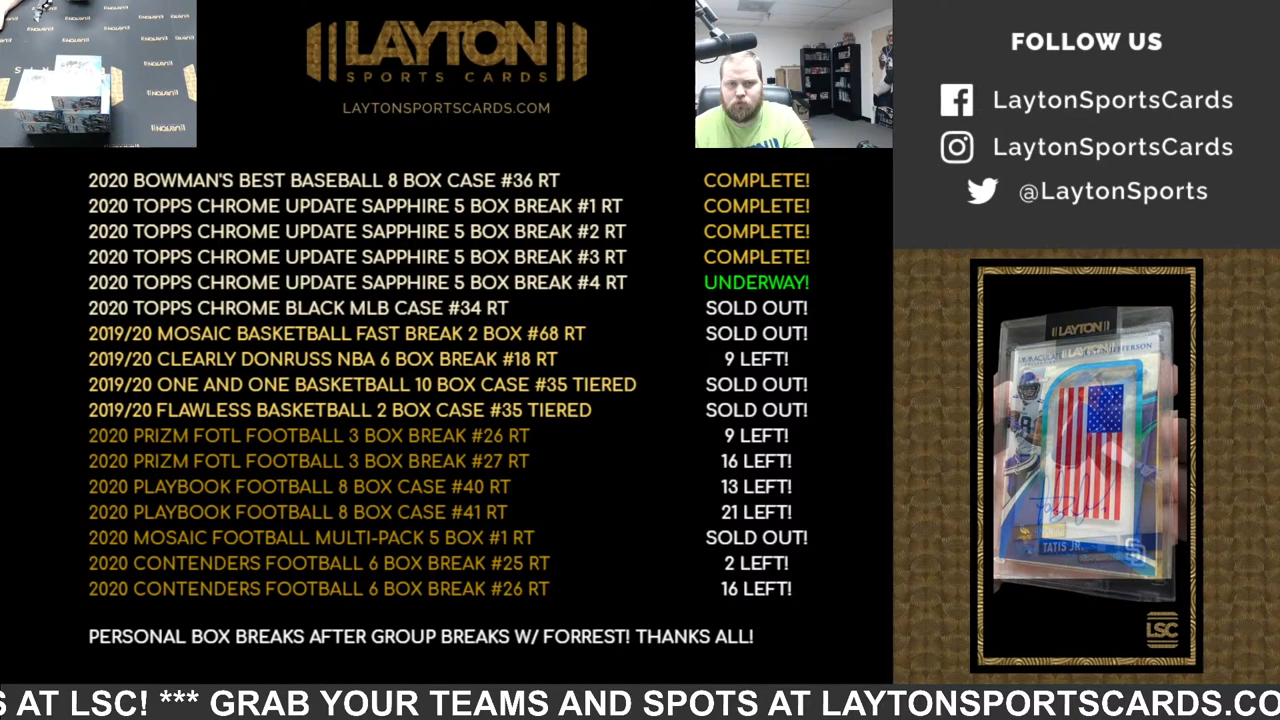 LAYTON
SPORTS CARDS
LAYTONSPORTSCARDS.COM
FOLLOW US
LaytonSportsCards
LaytonSportsCards
@LaytonSports
2020 BOWMAN'S BEST BASEBALL 8 BOX CASE #36 RT COMPLETE!
2020 TOPPS CHROME UPDATE SAPPHIRE 5 BOX BREAK #1 RT COMPLETE!
2020 TOPPS CHROME UPDATE SAPPHIRE 5 BOX BREAK #2 RT COMPLETE!
2020 TOPPS CHROME UPDATE SAPPHIRE 5 BOX BREAK #3 RT COMPLETE!
2020 TOPPS CHROME UPDATE SAPPHIRE 5 BOX BREAK #4 RT UNDERWAY!
2020 TOPPS CHROME BLACK MLB CASE #34 RT SOLD OUT!
2019/20 MOSAIC BASKETBALL FAST BREAK 2 BOX #68 RT SOLD OUT!
2019/20 CLEARLY DONRUSS NBA 6 BOX BREAK #18 RT 9 LEFT!
2019/20 ONE AND ONE BASKETBALL 10 BOX CASE #35 TIERED SOLD OUT!
2019/20 FLAWLESS BASKETBALL 2 BOX CASE #35 TIERED SOLD OUT!
2020 PRIZM FOTL FOOTBALL 3 BOX BREAK #26 RT 9 LEFT!
2020 PRIZM FOTL FOOTBALL 3 BOX BREAK #27 RT 16 LEFT!
2020 PLAYBOOK FOOTBALL 8 BOX CASE #40 RT 13 LEFT!
2020 PLAYBOOK FOOTBALL 8 BOX CASE #41 RT 21 LEFT!
2020 MOSAIC FOOTBALL MULTI-PACK 5 BOX #1 RT SOLD OUT!
2020 CONTENDERS FOOTBALL 6 BOX BREAK #25 RT 2 LEFT!
2020 CONTENDERS FOOTBALL 6 BOX BREAK #26 RT 16 LEFT!
PERSONAL BOX BREAKS AFTER GROUP BREAKS W/ FORREST! THANKS ALL!
LAYTON
IMMACULATE LAYTON JEFFERSON
TATIS JR.
LSC
S AT LSC! *** GRAB YOUR TEAMS AND SPOTS AT LAYTONSPORTSCARDS.CO